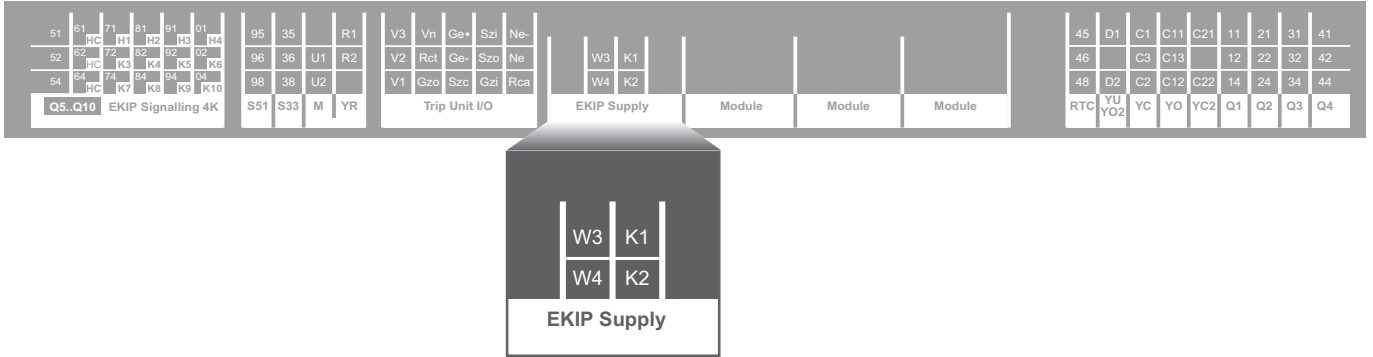 51 61 HC 71 H1 81 H2 91 H3 01 H4 95 35 R1 V3 Vn Ge+ Szi Ne- 45 D1 C1 C11 C21 11 21 31 41
52 62 HC 72 K3 82 K4 92 K5 02 K6 96 36 U1 R2 V2 Rct Ge- Szo Ne W3 K1 46 C3 C13 12 22 32 42
54 64 HC 74 K7 84 K8 94 K9 04 K10 98 38 U2 V1 Gzo Szc Gzi Rca W4 K2 48 D2 C2 C12 C22 14 24 34 44
Q5..Q10 EKIP Signalling 4K S51 S33 M YR Trip Unit I/O EKIP Supply Module Module Module RTC YU YO2 YC YO YC2 Q1 Q2 Q3 Q4
W3 K1
W4 K2
EKIP Supply